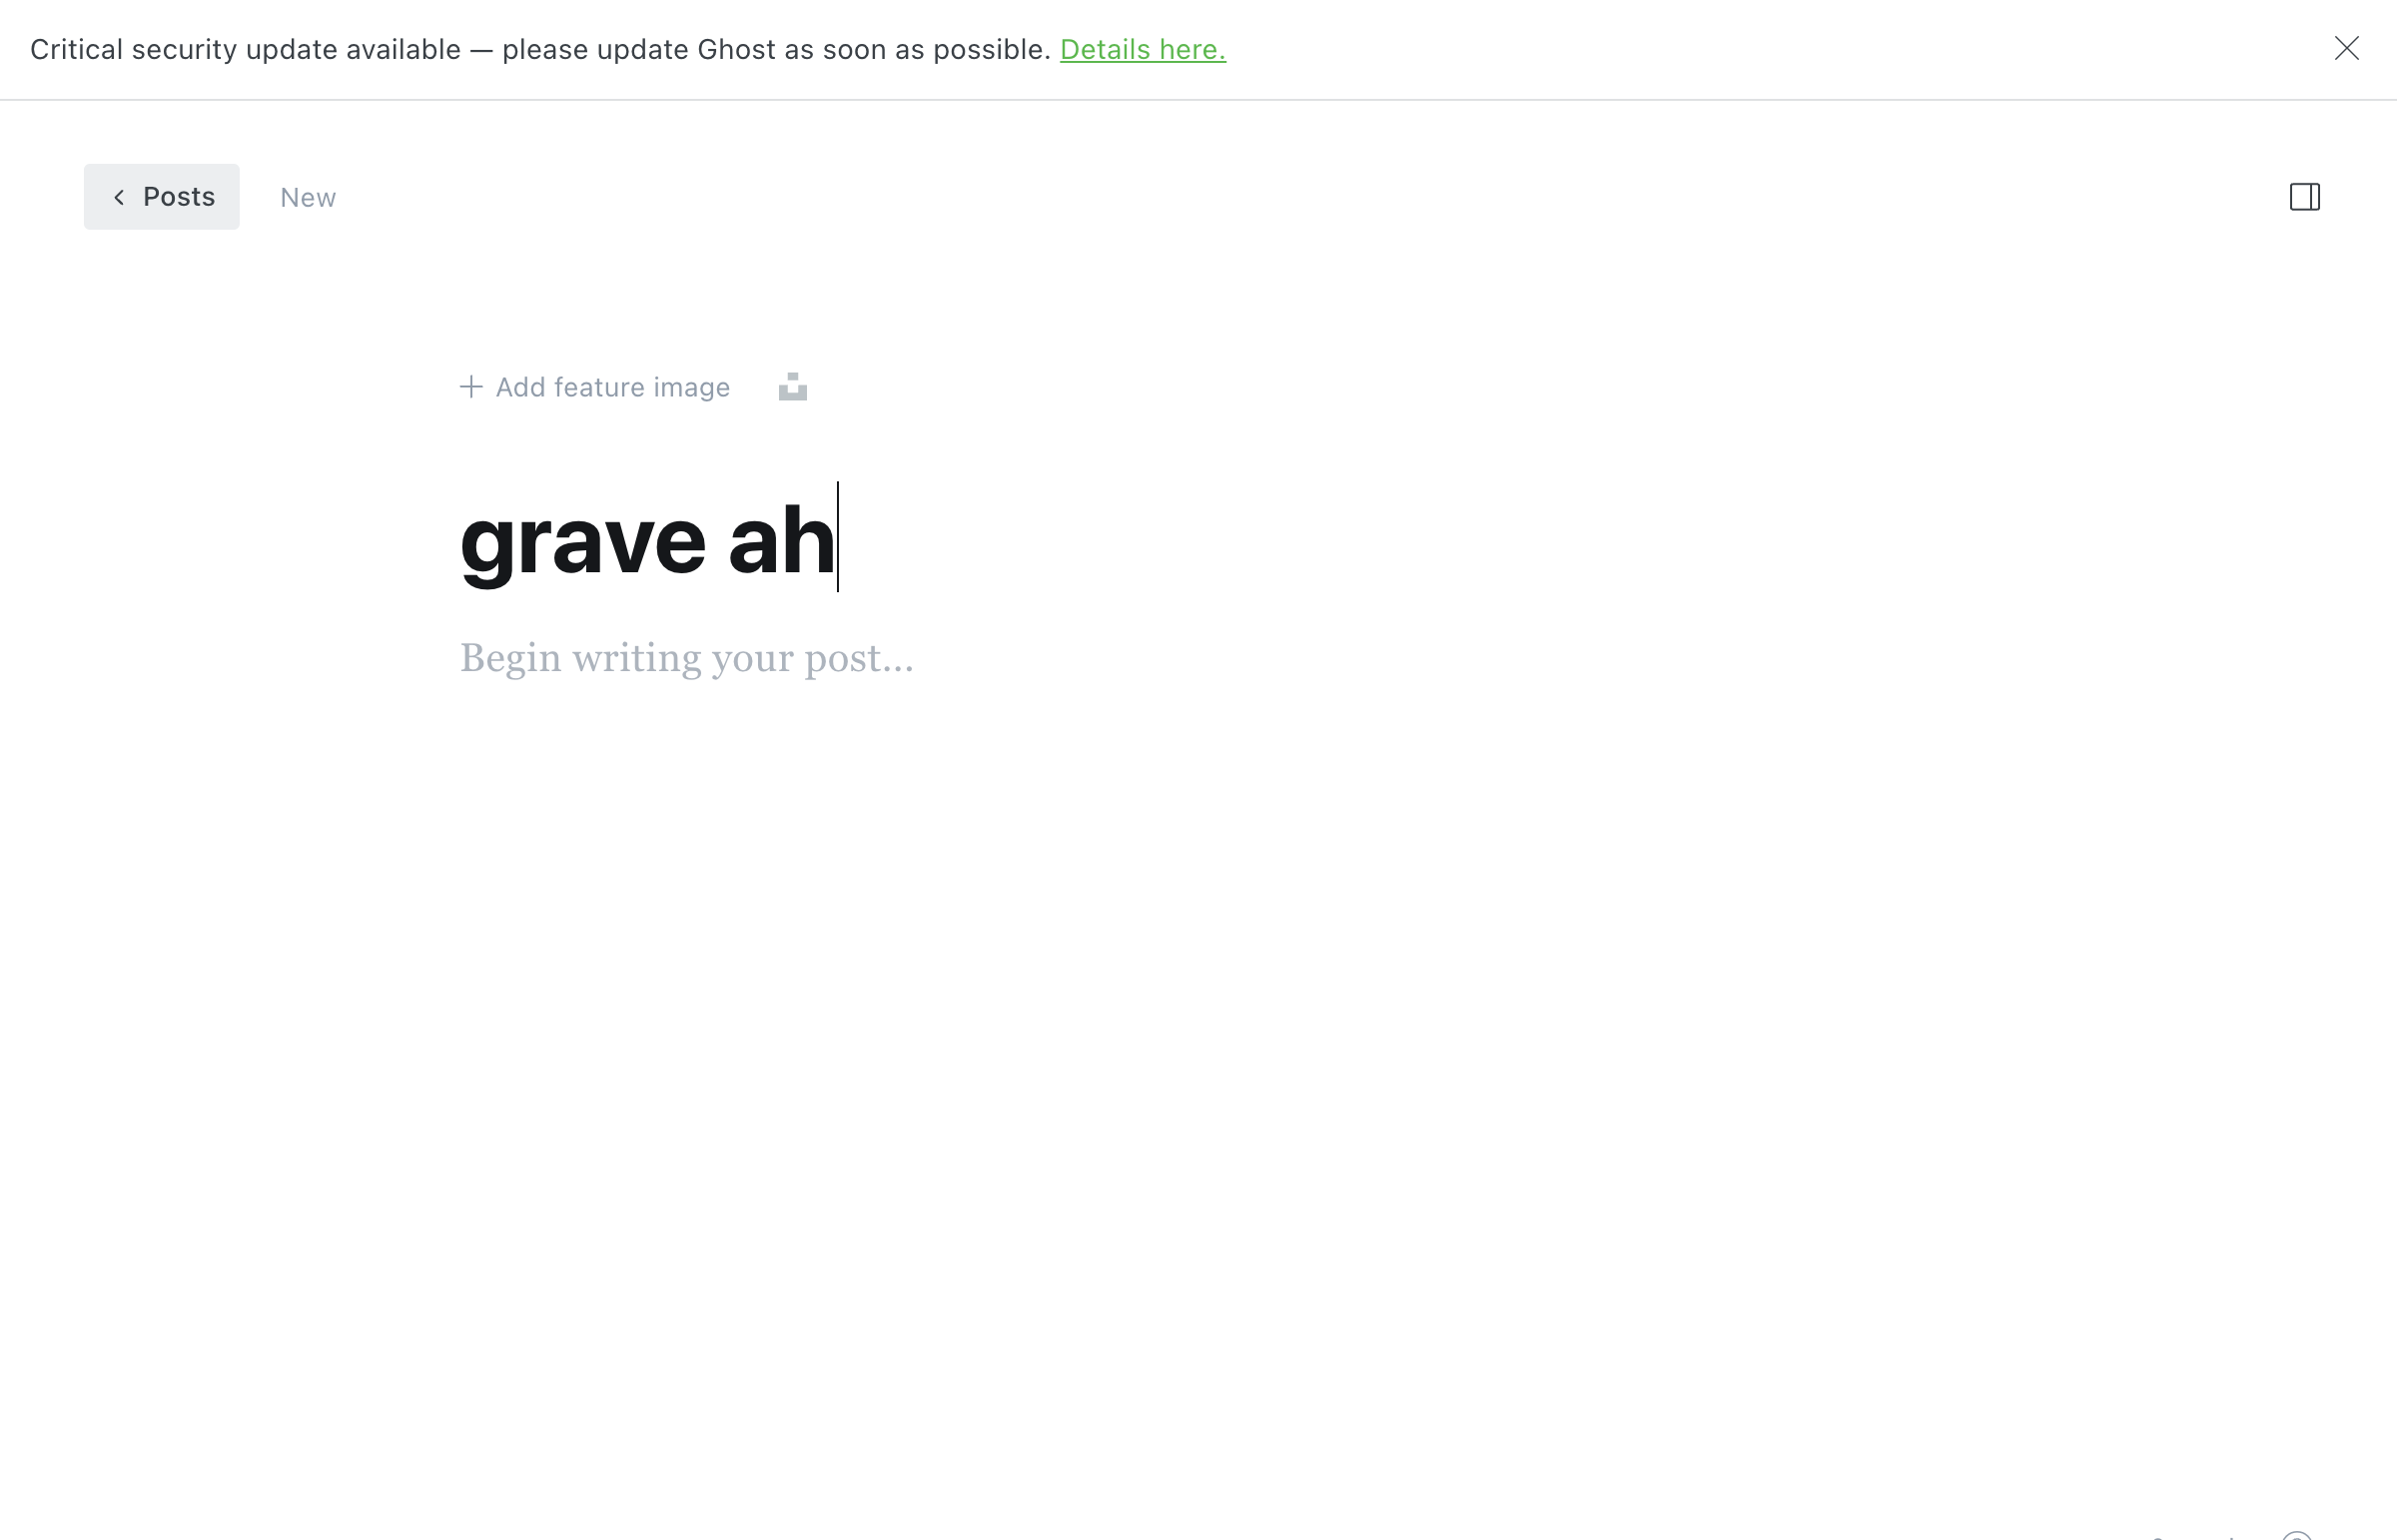 Critical security update available — please update Ghost as soon as possible. Details here.
Posts New
Add feature image
grave ah
Begin writing your post...